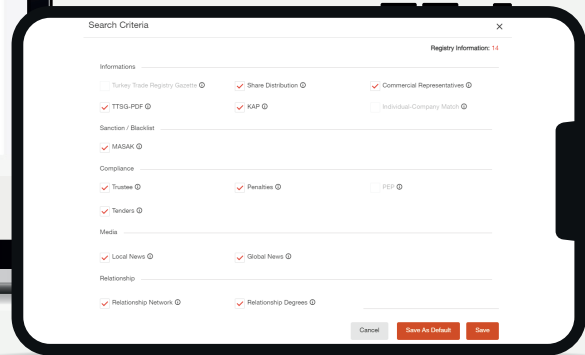 Search Criteria
Registry Information: 14
Informations
Turkey Trade Registry Gazette Share Distribution Commercial Representatives
TTSG-PDF KAP Individual-Company Match
Sanction / Blacklist
MASAK
Compliance
Trustee Penalties PEP
Tenders
Media
Local News Global News
Relationship
Relationship Network Relationship Degrees
Cancel Save As Default Save